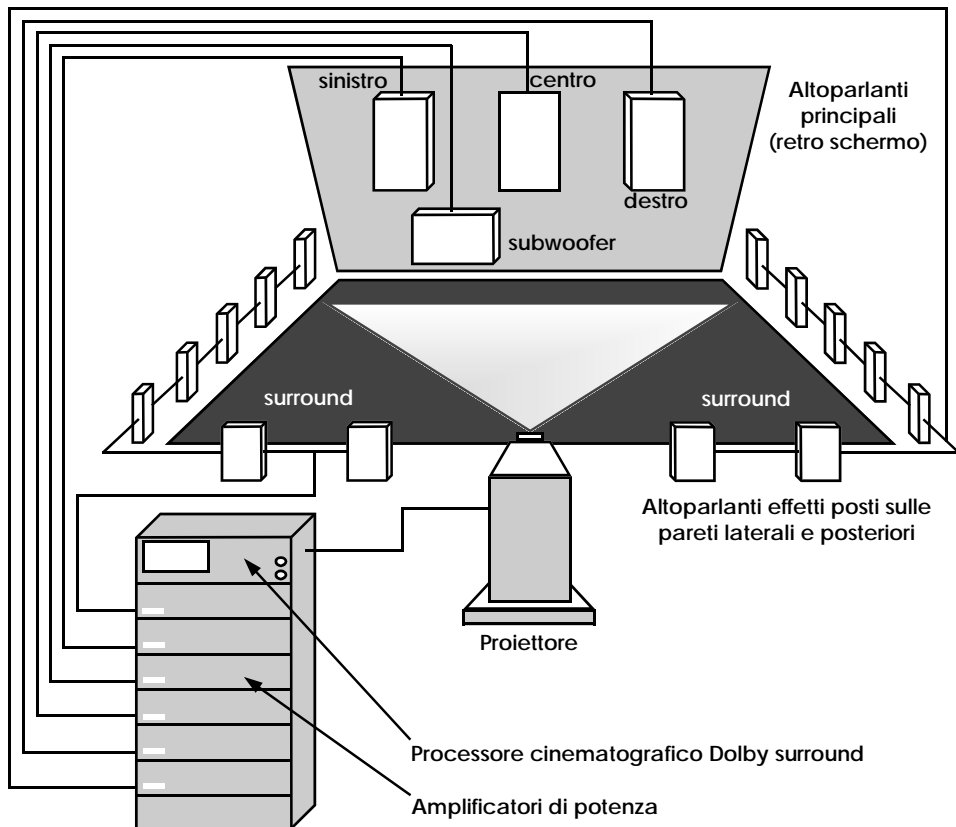 sinistro
centro
Altoparlanti
principali
(retro schermo)
destro
subwoofer
surround
surround
Altoparlanti effetti posti sulle
pareti laterali e posteriori
Proiettore
Processore cinematografico Dolby surround
Amplificatori di potenza